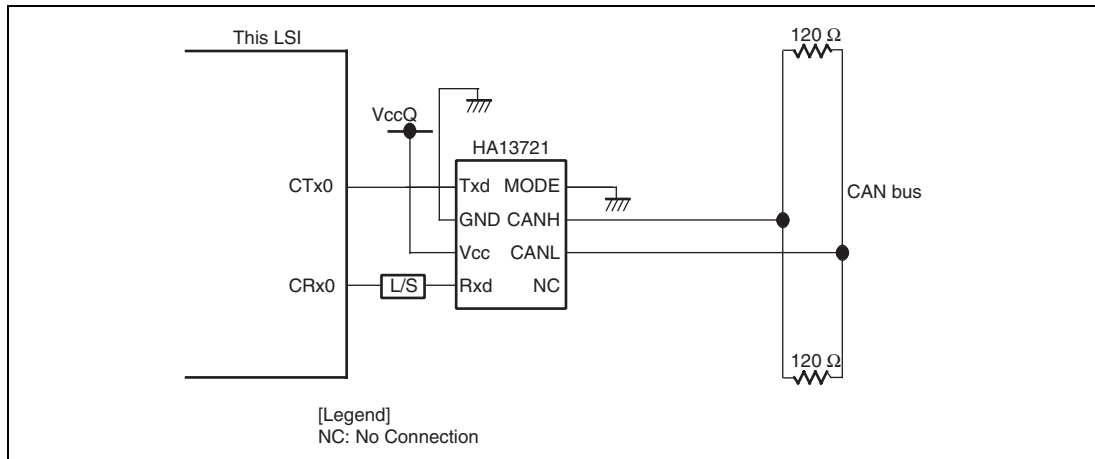 This LSI
120 Ω
VccQ
HA13721
CTx0
Txd MODE
CAN bus
GND CANH
Vcc CANL
CRx0
L/S
Rxd NC
120 Ω
[Legend]
NC: No Connection